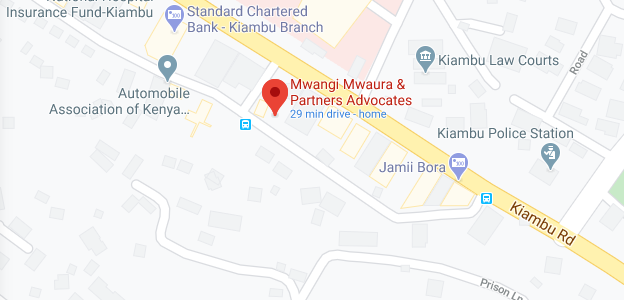 National Hospital
Insurance Fund-Kiambu
Standard Chartered
Bank - Kiambu Branch
Automobile
Association of Kenya...
Mwangi Mwaura &
Partners Advocates
29 min drive - home
Kiambu Law Courts
Road
Kiambu Police Station
Jamii Bora
Kiambu Rd
Prison Ln